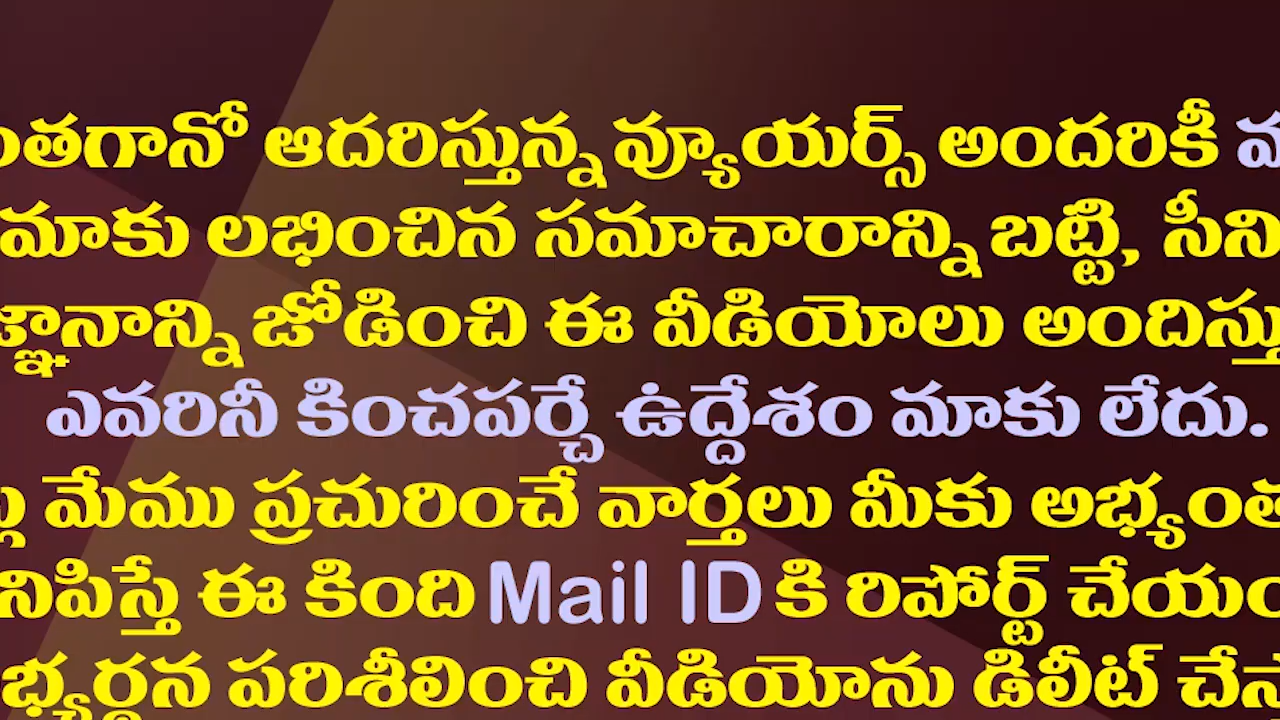 ంతగానో ఆదరిస్తున్న వ్యూయర్స్ అందరికీ
మాకు లభించిన సమాచారాన్ని బట్టి, సిని
జ్ఞానాన్ని జోడించి ఈ వీడియోలు అందిస్తు
ఎవరినీ కించపర్చే ఉద్దేశం మాకు లేదు.
మేము ప్రచురించే వార్తలు మీకు అభ్యంత
నిపిస్తే ఈ కింది Mail ID కి రిపోర్ట్ చేయం
భ్యర్థన పరిశీలించి వీడియోను డిలీట్ చేస